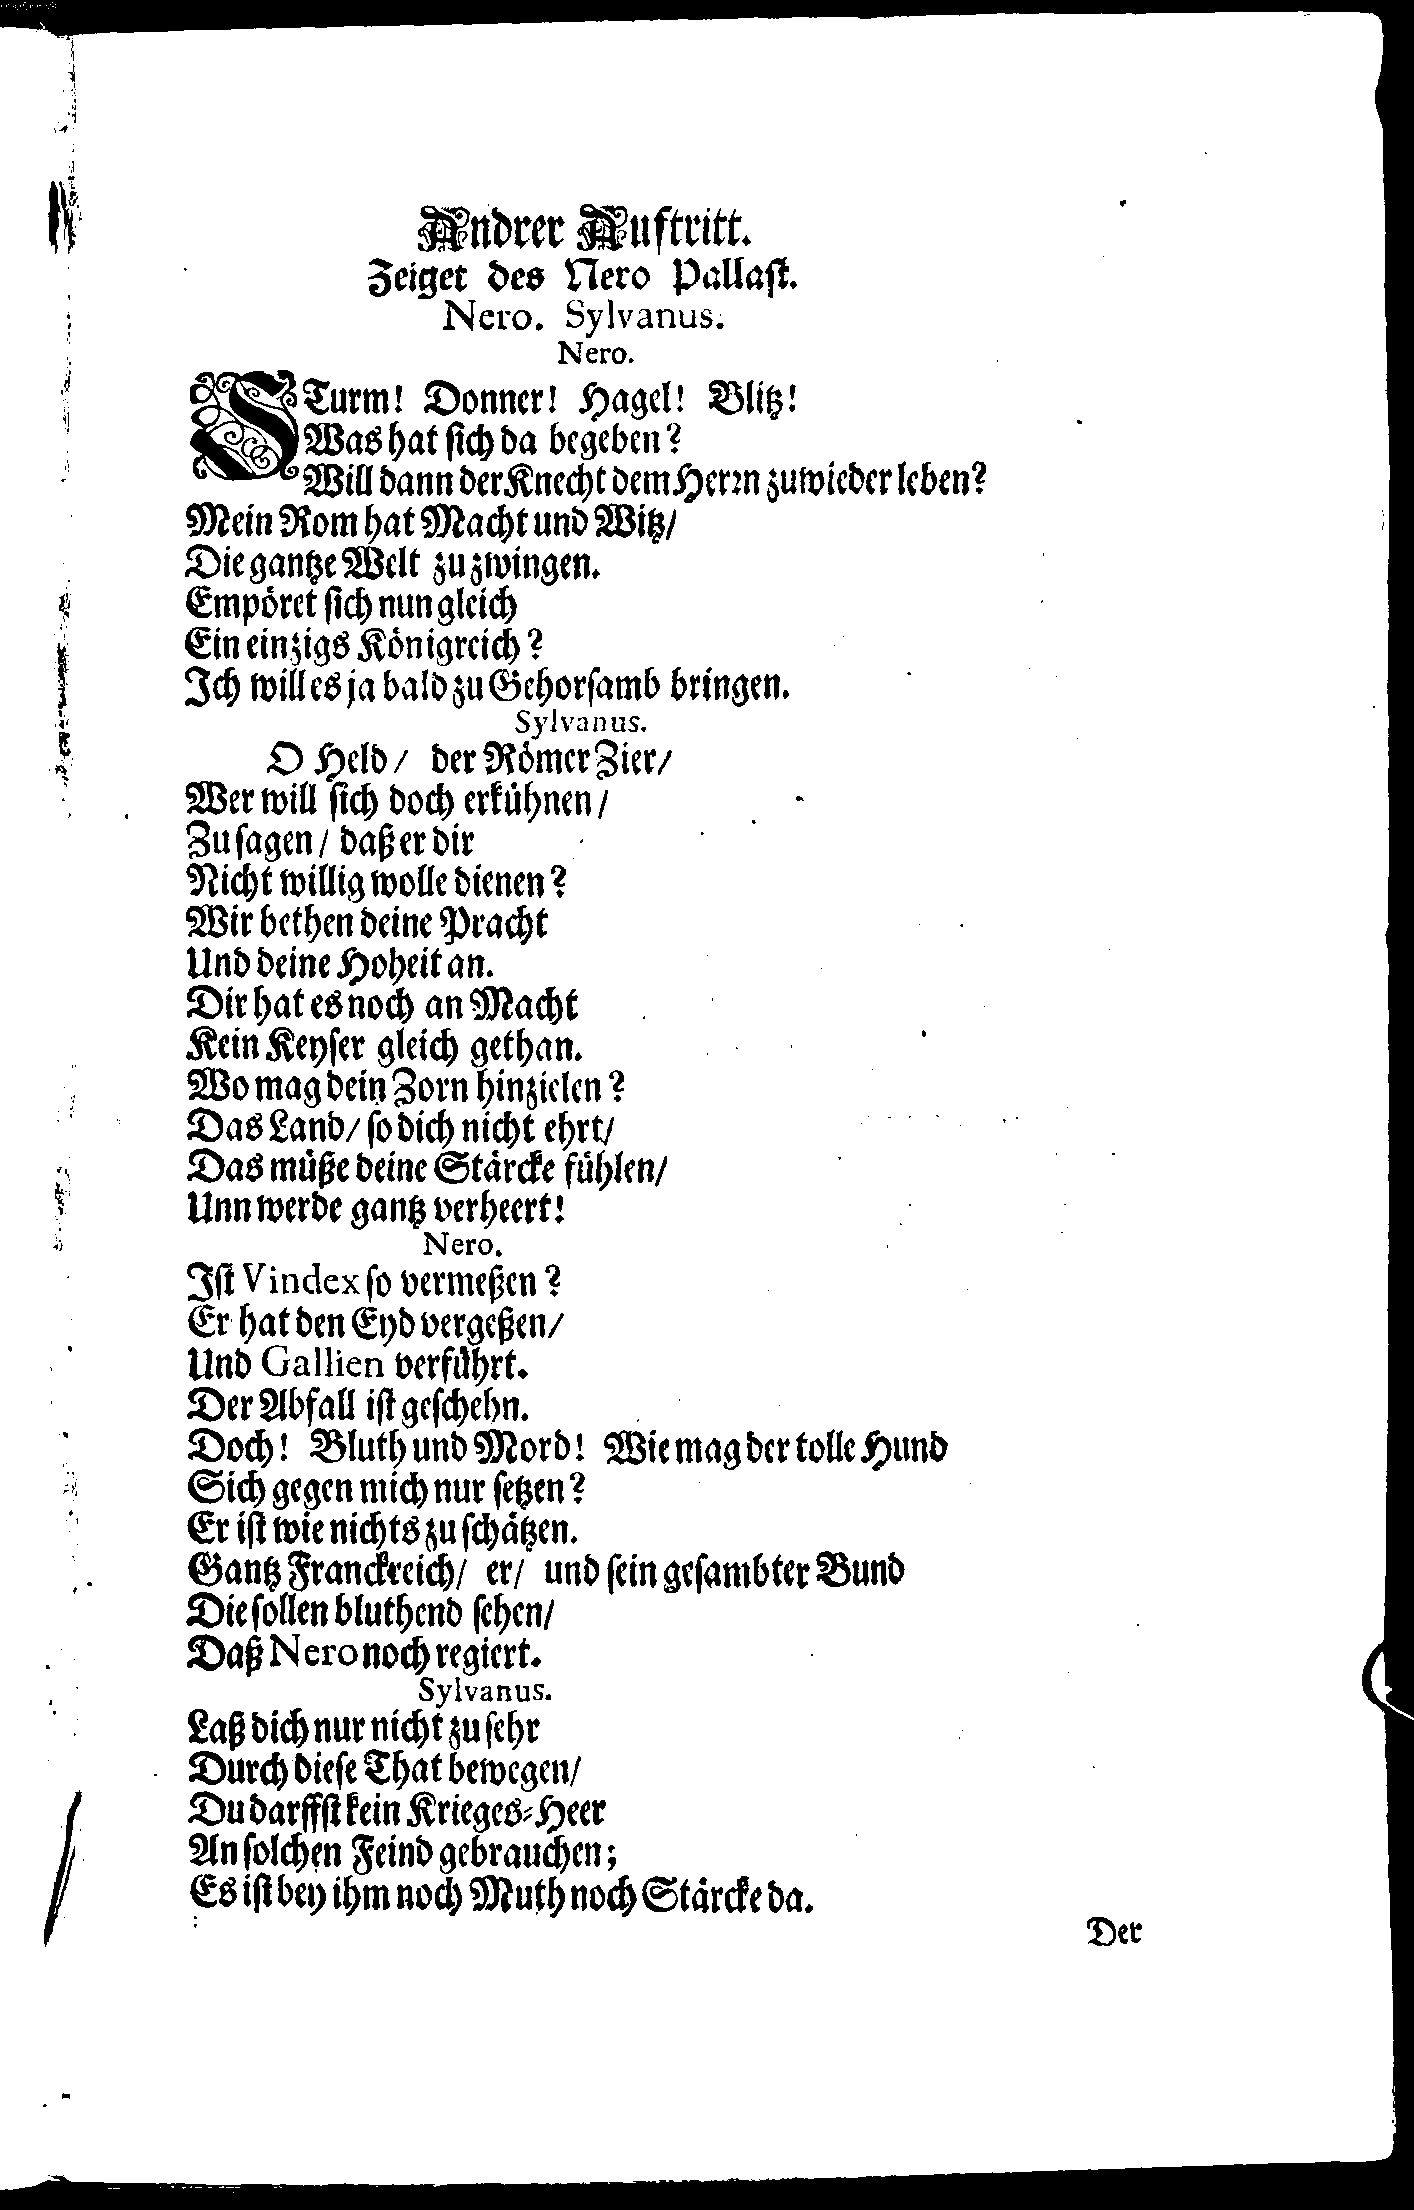 Andrer Auftritt.
Zeiget des Nero Pallast.
Nero. Sylvanus.
Nero.
STurm! Donner! Hagel! Blitz!
Was hat sich da begeben?
Will dann der Knecht dem Herrn zuwieder leben?
Mein Rom hat Macht und Witz/
Die gantze Welt zu zwingen.
Empöret sich nun gleich
Ein einzigs Königreich?
Ich will es ja bald zu Gehorsamb bringen.
Sylvanus.
O Held/ der Römer Zier/
Wer will sich doch erkühnen/
Zu sagen/ daß er dir
Nicht willig wolle dienen?
Wir bethen deine Pracht
Und deine Hoheit an.
Dir hat es noch an Macht
Kein Keyser gleich gethan.
Wo mag dein Zorn hinzielen?
Das Land/ so dich nicht ehrt/
Das müße deine Stärcke fühlen/
Unn werde gantz verheert!
Nero.
Ist Vindex so vermeßen?
Er hat den Eyd vergeßen/
Und Gallien verführt.
Der Abfall ist geschehn.
Doch! Bluth und Mord! Wie mag der tolle Hund
Sich gegen mich nur setzen?
Er ist wie nichts zu schätzen.
Gantz Franckreich/ er/ und sein gesambter Bund
Die sollen bluthend sehen/
Daß Nero noch regiert.
Sylvanus.
Laß dich nur nicht zu sehr
Durch diese That bewegen/
Du darffst kein Krieges-Heer
An solchen Feind gebrauchen;
Es ist bey ihm noch Muth noch Stärcke da.
Der